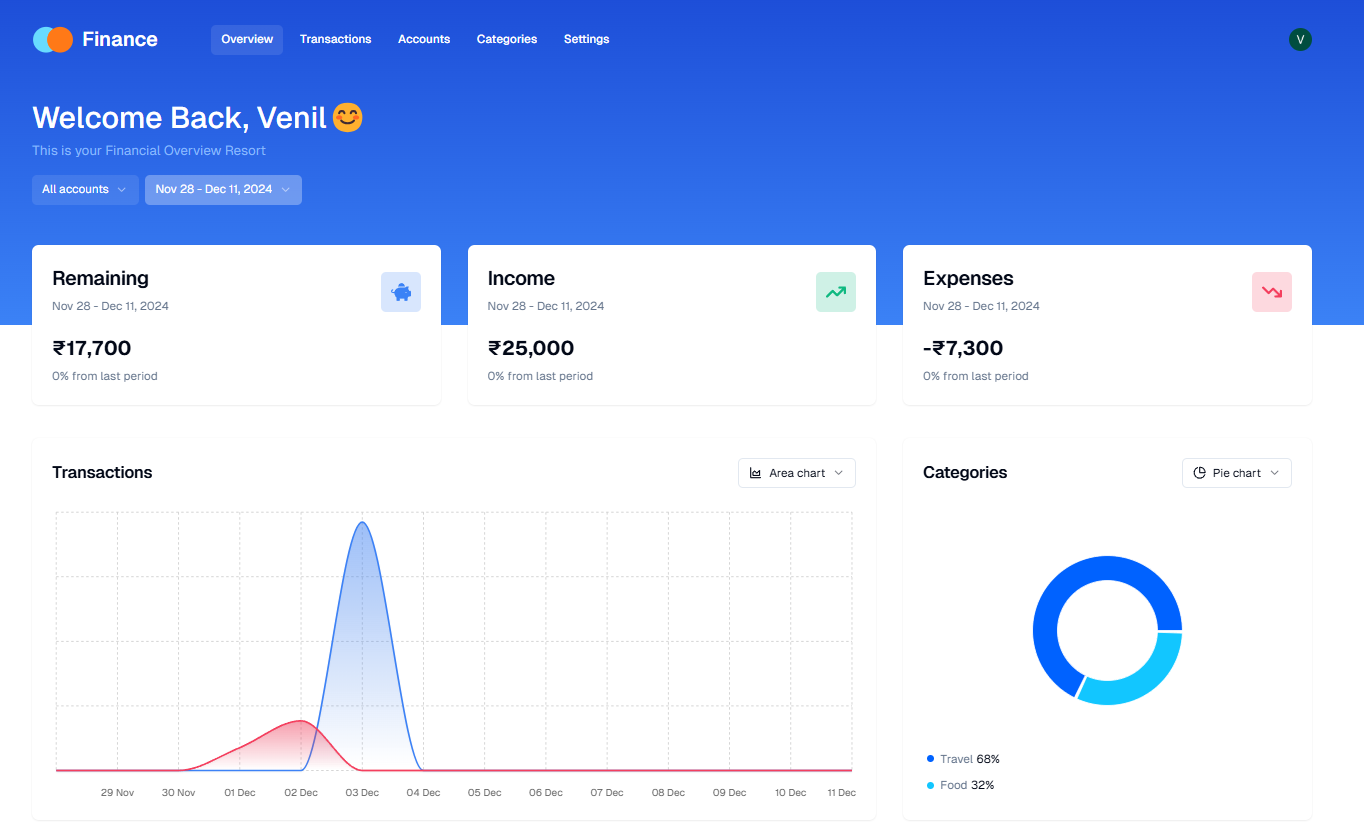 Finance Overview Transactions Accounts Categories Settings V
Welcome Back, Venil😊
This is your Financial Overview Resort
All accounts Nov 28 - Dec 11, 2024
Remaining
Nov 28 - Dec 11, 2024
₹17,700
0% from last period
Income
Nov 28 - Dec 11, 2024
₹25,000
0% from last period
Expenses
Nov 28 - Dec 11, 2024
-₹7,300
0% from last period
Transactions Area chart
29 Nov 30 Nov 01 Dec 02 Dec 03 Dec 04 Dec 05 Dec 06 Dec 07 Dec 08 Dec 09 Dec 10 Dec 11 Dec
Categories Pie chart
Travel 68%
Food 32%